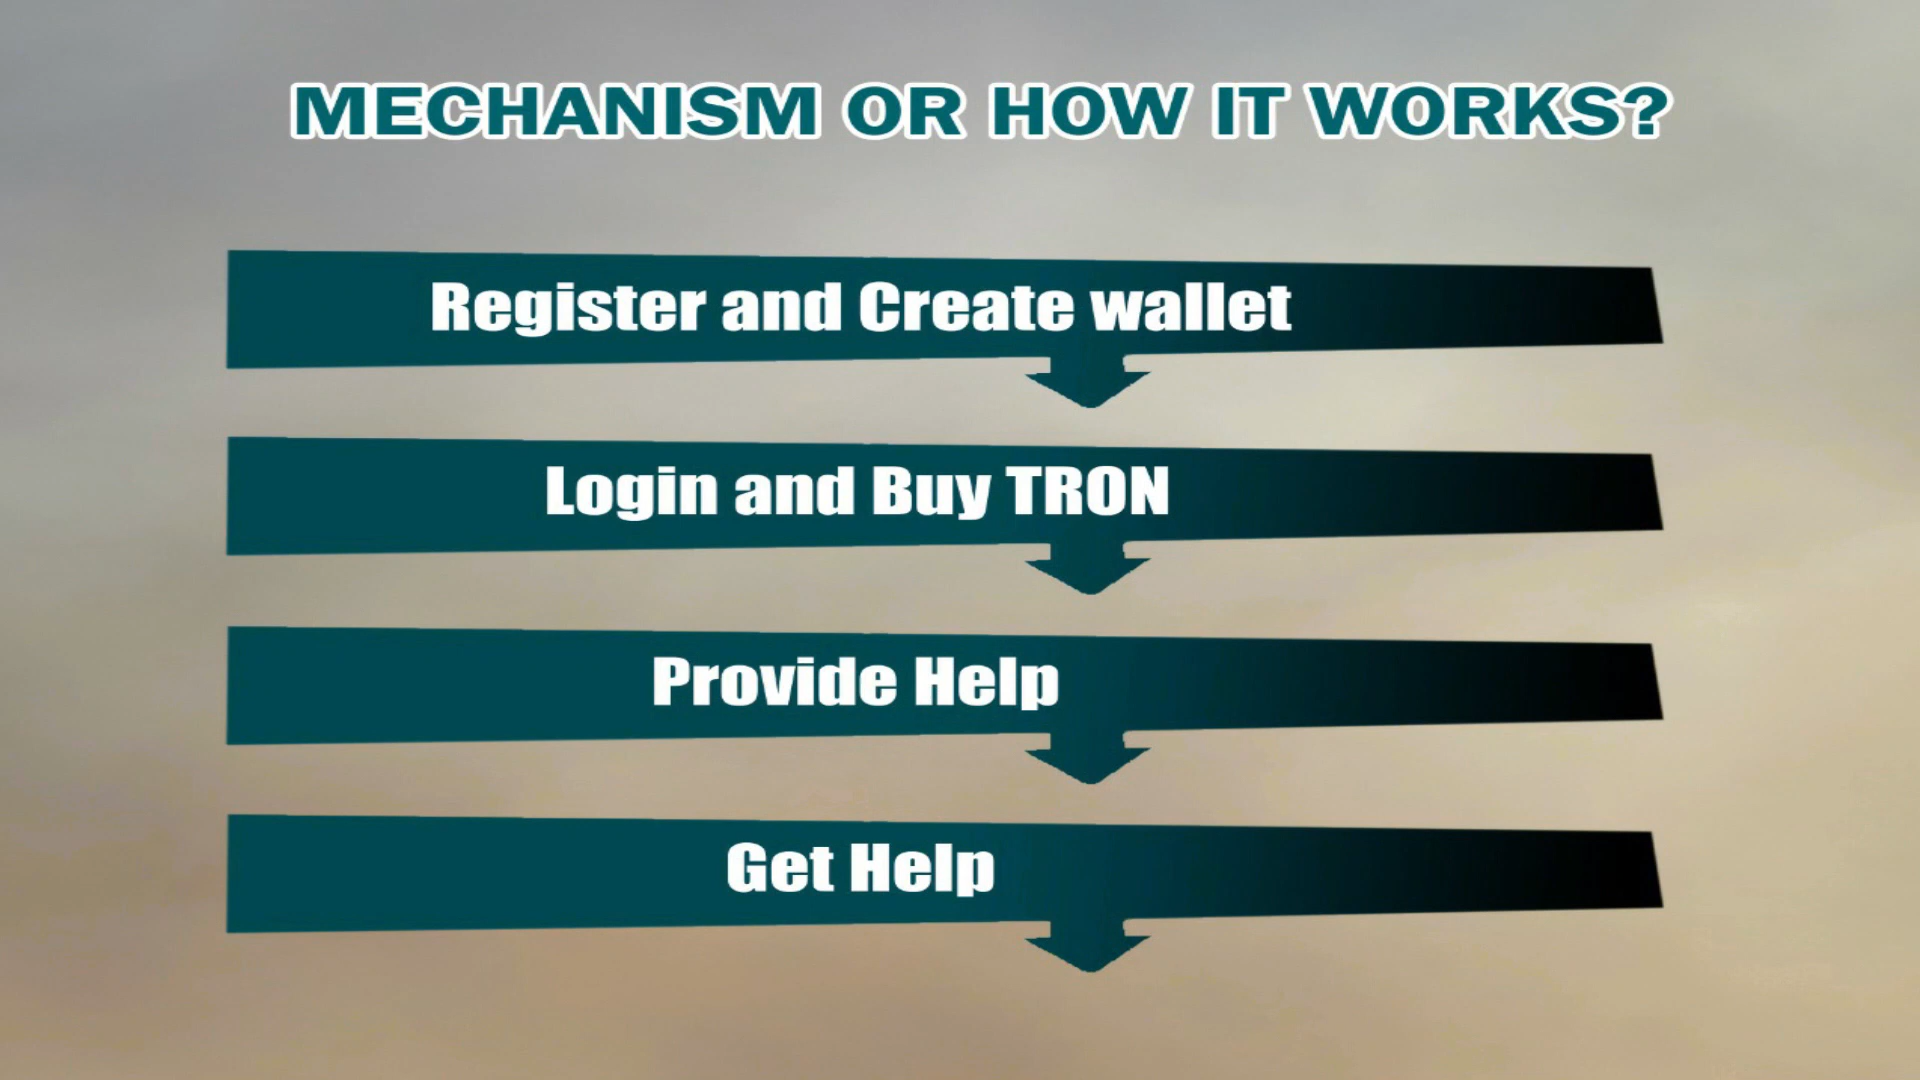 MECHANISM OR HOW IT WORKS?
Register and Create wallet
Login and Buy TRON
Provide Help
Get Help